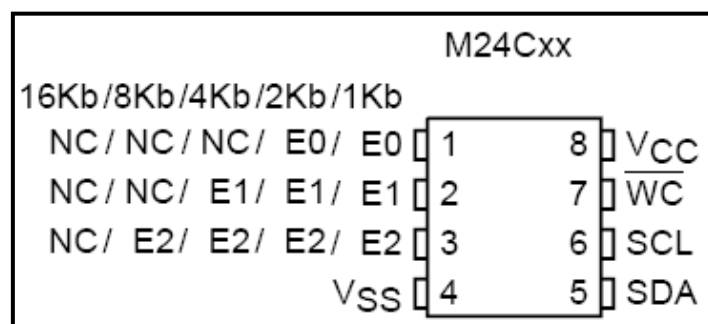 M24Cxx
16Kb/8Kb/4Kb/2Kb/1Kb
NC/ NC/ NC/ E0/ E0 1 8 VCC
NC/ NC/ E1/ E1/ E1 2 7 W̅C̅
NC/ E2/ E2/ E2/ E2 3 6 SCL
VSS 4 5 SDA